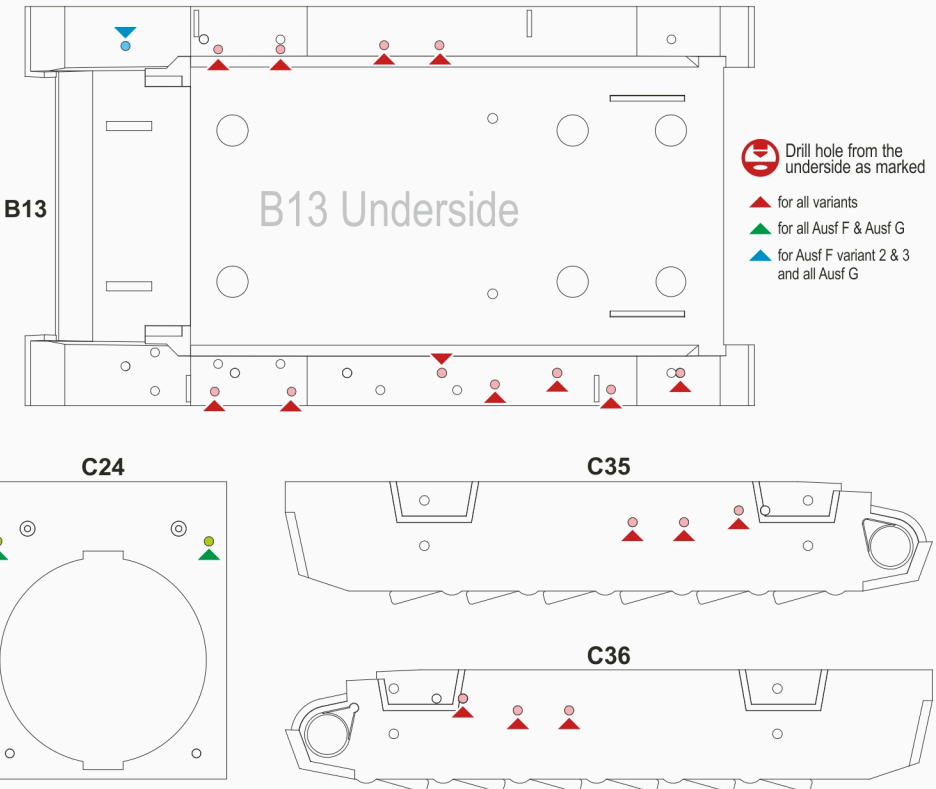 B13
B13 Underside
Drill hole from the
underside as marked
for all variants
for all Ausf F & Ausf G
for Ausf F variant 2 & 3
and all Ausf G
C24
C35
C36